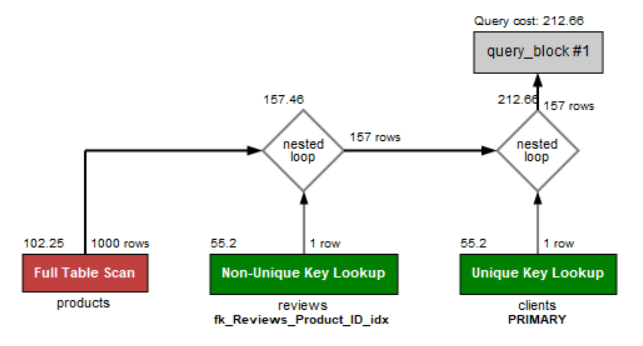 Query cost: 212.66
query_block #1
157.46
212.66
157 rows
nested
loop
157 rows
nested
loop
102.25
1000 rows
55.2
1 row
55.2
1 row
Full Table Scan
Non-Unique Key Lookup
Unique Key Lookup
products
reviews
clients
fk_Reviews_Product_ID_idx
PRIMARY